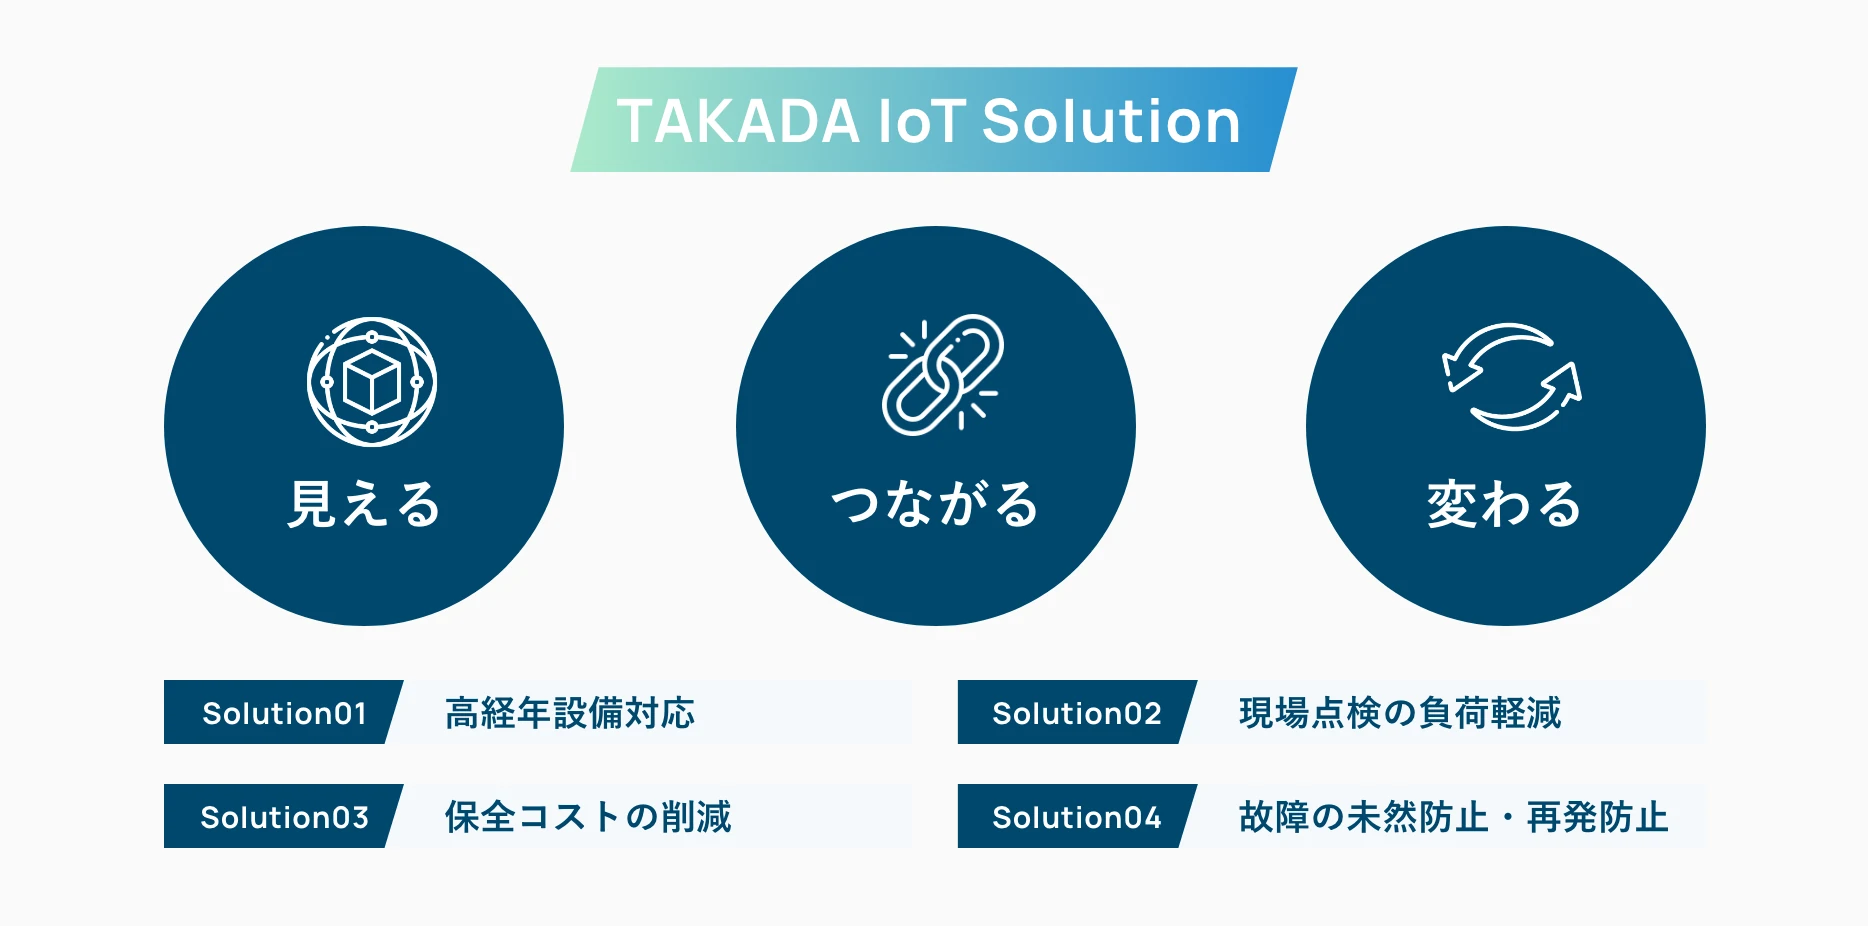 TAKADA IoT Solution
見える
つながる
変わる
Solution01 高経年設備対応
Solution02 現場点検の負荷軽減
Solution03 保全コストの削減
Solution04 故障の未然防止・再発防止